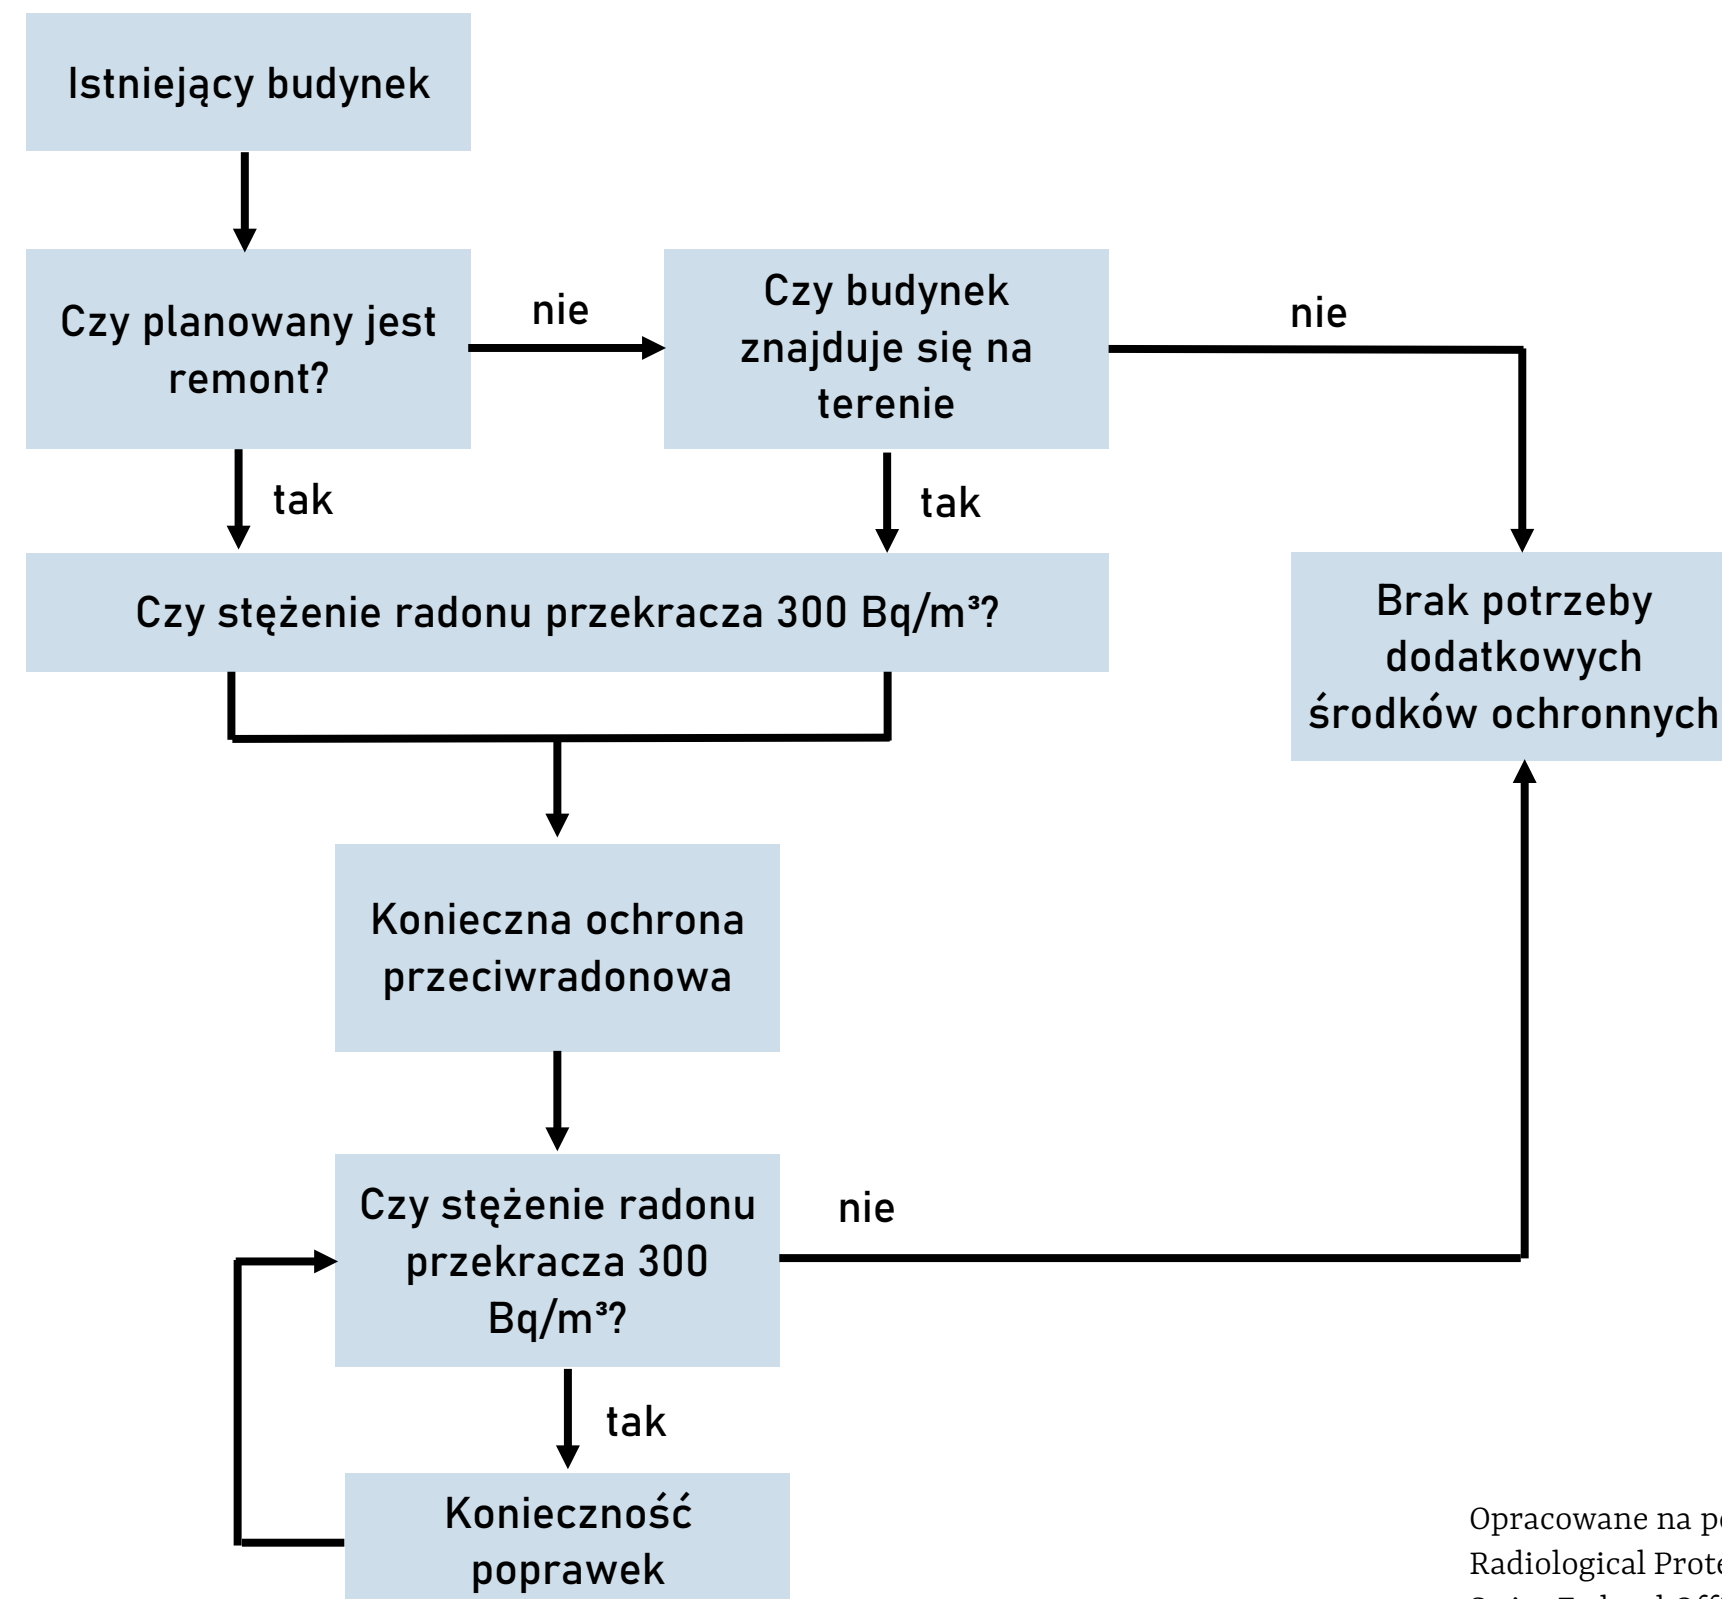 Istniejący budynek
Czy planowany jest
remont?
nie
Czy budynek
znajduje się na
terenie
nie
tak
tak
Czy stężenie radonu przekracza 300 Bq/m³?
Brak potrzeby
dodatkowych
środków ochronnych
Konieczna ochrona
przeciwradonowa
Czy stężenie radonu
przekracza 300
Bq/m³?
nie
tak
Konieczność
poprawek
Opracowane na
Radiological